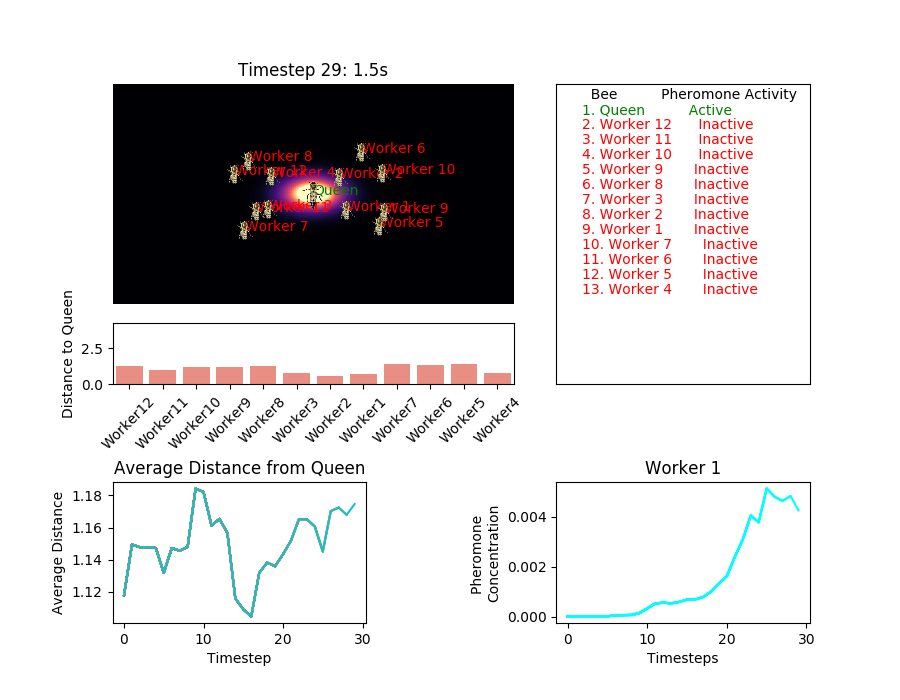 Timestep 29: 1.5s
Worker 6
Worker 8
Worker 10
Worker 4
Worker 2
Queen
Worker 1
Worker 9
Worker 5
Worker 7
Bee Pheromone Activity
1. Queen Active
2. Worker 12 Inactive
3. Worker 11 Inactive
4. Worker 10 Inactive
5. Worker 9 Inactive
6. Worker 8 Inactive
7. Worker 3 Inactive
8. Worker 2 Inactive
9. Worker 1 Inactive
10. Worker 7 Inactive
11. Worker 6 Inactive
12. Worker 5 Inactive
13. Worker 4 Inactive
Distance to Queen
2.5
0.0
Worker12
Worker11
Worker10
Worker9
Worker8
Worker3
Worker2
Worker1
Worker7
Worker6
Worker5
Worker4
Average Distance from Queen
Average Distance
1.18
1.16
1.14
1.12
0 10 20 30
Timestep
Worker 1
Pheromone
Concentration
0.004
0.002
0.000
0 10 20 30
Timesteps